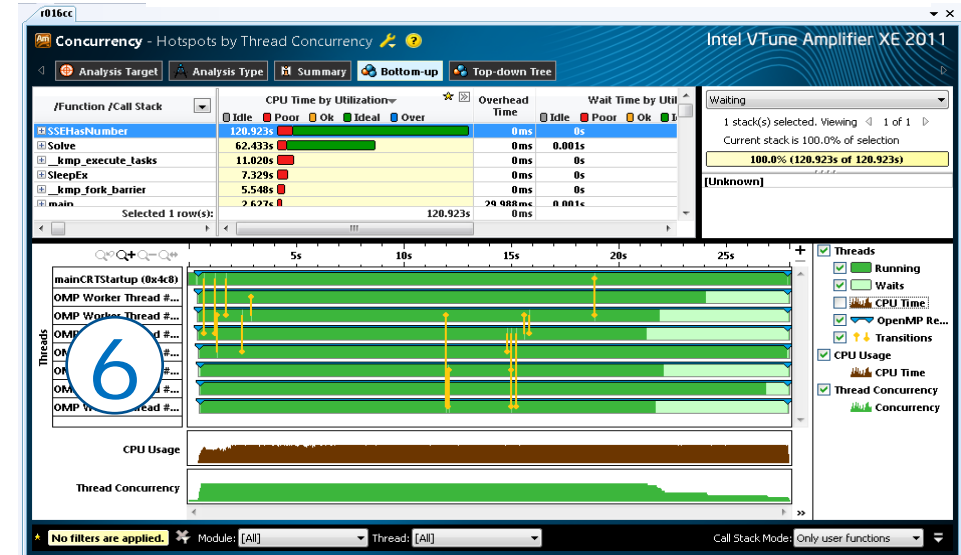 r016cc
Concurrency - Hotspots by Thread Concurrency
Intel VTune Amplifier XE 2011
Analysis Target
Analysis Type
Summary
Bottom-up
Top-down Tree
/Function /Call Stack
CPU Time by Utilization
Overhead Time
Wait Time by Util
Idle Poor Ok Ideal Over
Idle Poor Ok
SSEHasNumber 120.923s 0ms 0s
Solve 62.433s 0ms 0.001s
__kmp_execute_tasks 11.020s 0ms 0s
SleepEx 7.329s 0ms 0s
__kmp_fork_barrier 5.548s 0ms 0s
main 2.627s 29.988ms 0.001s
Selected 1 row(s): 120.923s 0ms
Waiting
1 stack(s) selected. Viewing 1 of 1
Current stack is 100.0% of selection
100.0% (120.923s of 120.923s)
[Unknown]
5s 10s 15s 20s 25s
Threads
mainCRTStartup (0x4c8)
OMP Worker Thread #...
OMP Worker Thread #...
OMP Worker Thread #...
6
CPU Usage
Thread Concurrency
Threads
Running
Waits
CPU Time
OpenMP Re...
Transitions
CPU Usage
CPU Time
Thread Concurrency
Concurrency
No filters are applied.
Module: [All]
Thread: [All]
Call Stack Mode: Only user functions